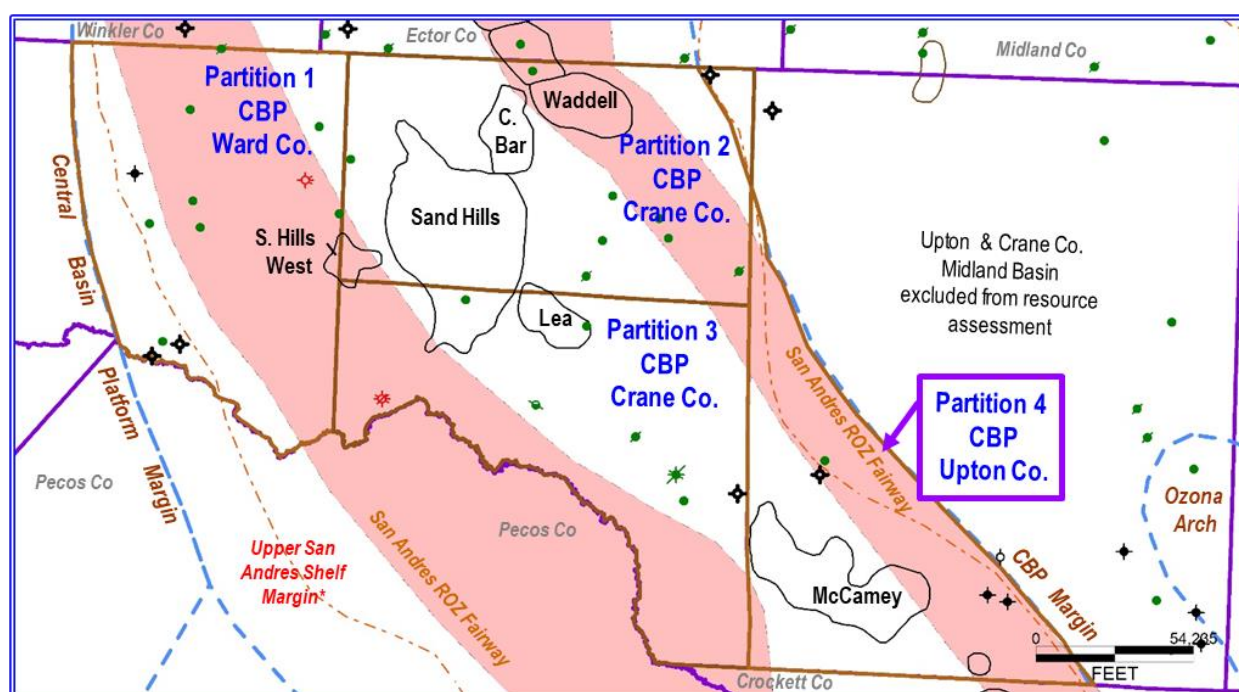 Winkler Co
Ector Co
Midland Co
Partition 1
CBP
Ward Co.
Waddell
C.
Bar
Partition 2
CBP
Crane Co.
Central
Basin
Platform
Margin
Sand Hills
S. Hills
West
Upton & Crane Co.
Midland Basin
excluded from resource
assessment
Lea
Partition 3
CBP
Crane Co.
San Andres ROZ Fairway
Partition 4
CBP
Upton Co.
Pecos Co
Ozona
Arch
Pecos Co
Upper San
Andres Shelf
Margin*
San Andres ROZ Fairway
McCamey
CBP Margin
0 54,235
FEET
Crockett Co